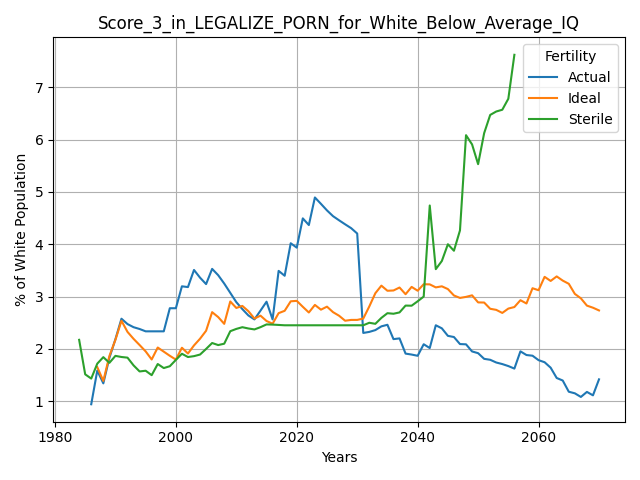 Score_3_in_LEGALIZE_PORN_for_White_Below_Average_IQ
% of White Population
7
6
5
4
3
2
1
Fertility
Actual
Ideal
Sterile
1980
2000
2020
2040
2060
Years